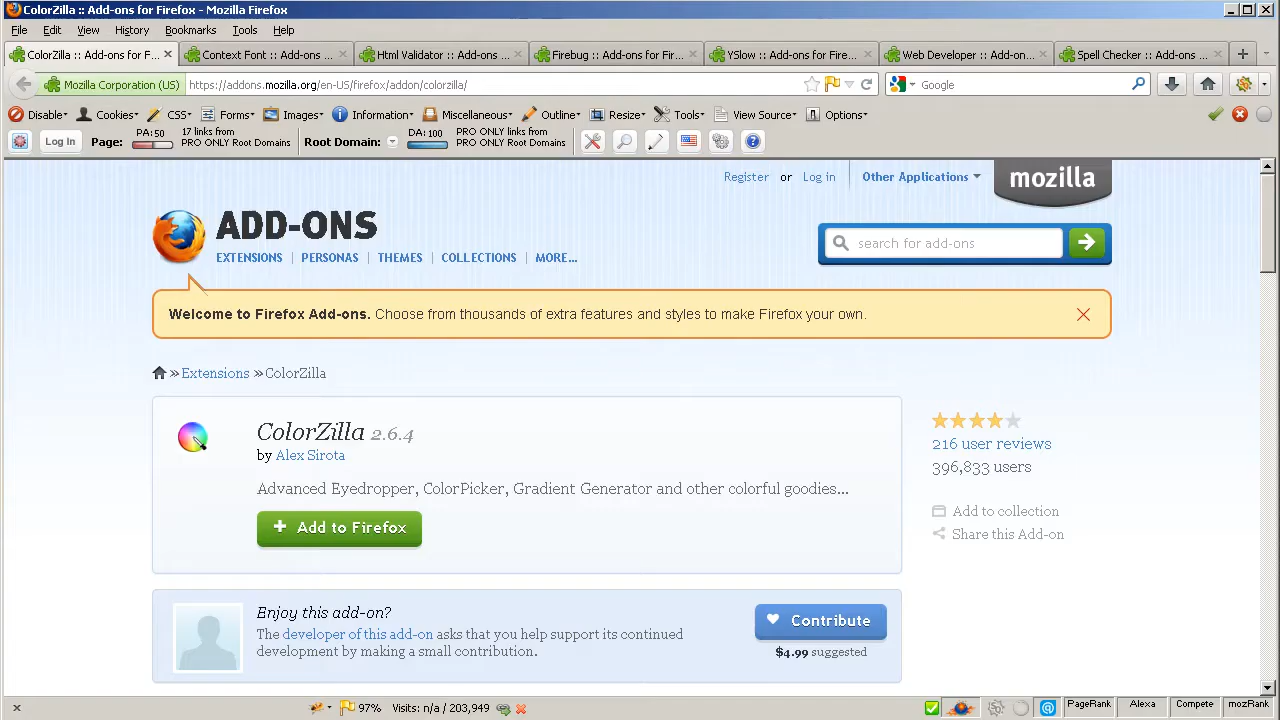 ColorZilla :: Add-ons for Firefox - Mozilla Firefox
File Edit View History Bookmarks Tools Help
ColorZilla :: Add-ons for F... Context Font :: Add-ons ... Html Validator :: Add-ons ... Firebug :: Add-ons for Fir... YSlow :: Add-ons for Fire... Web Developer :: Add-on... Spell Checker :: Add-ons ...
Mozilla Corporation (US) https://addons.mozilla.org/en-US/firefox/addon/colorzilla/ Google
Disable Cookies CSS Forms Images Information Miscellaneous Outline Resize Tools View Source Options
Log In Page: PA: 50 17 links from PRO ONLY Root Domains Root Domain: DA: 100 PRO ONLY links from PRO ONLY Root Domains
Register or Log in Other Applications mozilla
ADD-ONS
search for add-ons
EXTENSIONS PERSONAS THEMES COLLECTIONS MORE...
Welcome to Firefox Add-ons. Choose from thousands of extra features and styles to make Firefox your own.
» Extensions » ColorZilla
ColorZilla 2.6.4
by Alex Sirota
Advanced Eyedropper, ColorPicker, Gradient Generator and other colorful goodies...
+ Add to Firefox
216 user reviews
396,833 users
Add to collection
Share this Add-on
Enjoy this add-on?
The developer of this add-on asks that you help support its continued
development by making a small contribution.
Contribute
$4.99 suggested
97% Visits: n/a / 203,949 PageRank Alexa Compete mozRank